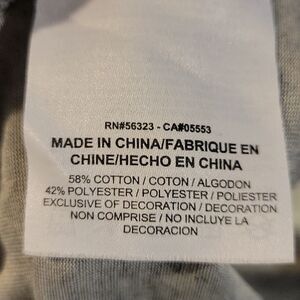 RN#56323 - CA#05553
MADE IN CHINA/FABRIQUE EN
CHINE/HECHO EN CHINA
58% COTTON / COTON / ALGODON
42% POLYESTER / POLYESTER / POLIESTER
EXCLUSIVE OF DECORATION / DECORATION
NON COMPRISE / NO INCLUYE LA
DECORACION